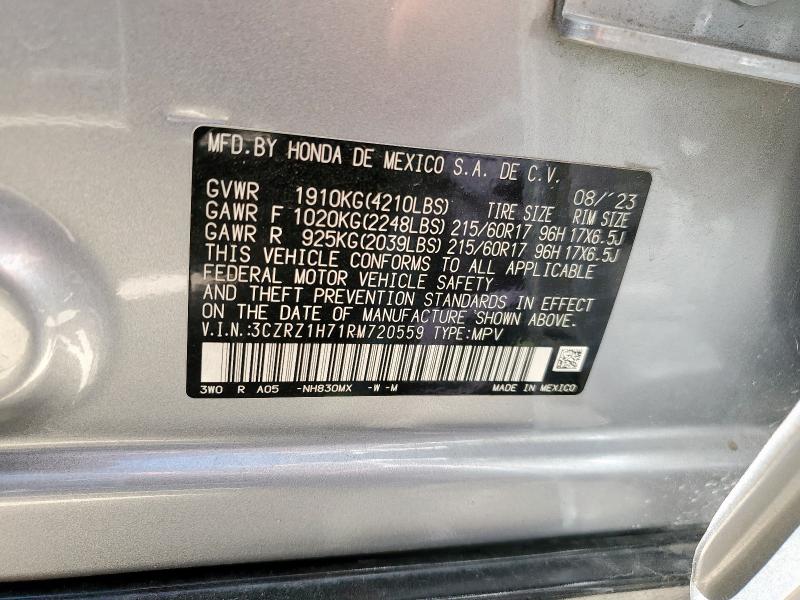 MFD.BY HONDA DE MEXICO S.A. DE C.V.
08/'23
GVWR 1910KG(4210LBS) TIRE SIZE RIM SIZE
GAWR F 1020KG(2248LBS) 215/60R17 96H 17X6.5J
GAWR R 925KG(2039LBS) 215/60R17 96H 17X6.5J
THIS VEHICLE CONFORMS TO ALL APPLICABLE
FEDERAL MOTOR VEHICLE SAFETY
AND THEFT PREVENTION STANDARDS IN EFFECT
ON THE DATE OF MANUFACTURE SHOWN ABOVE.
V.I.N.:3CZRZ1H71RM720559 TYPE:MPV
3W0 R A05 -NH830MX -W -M MADE IN MEXICO